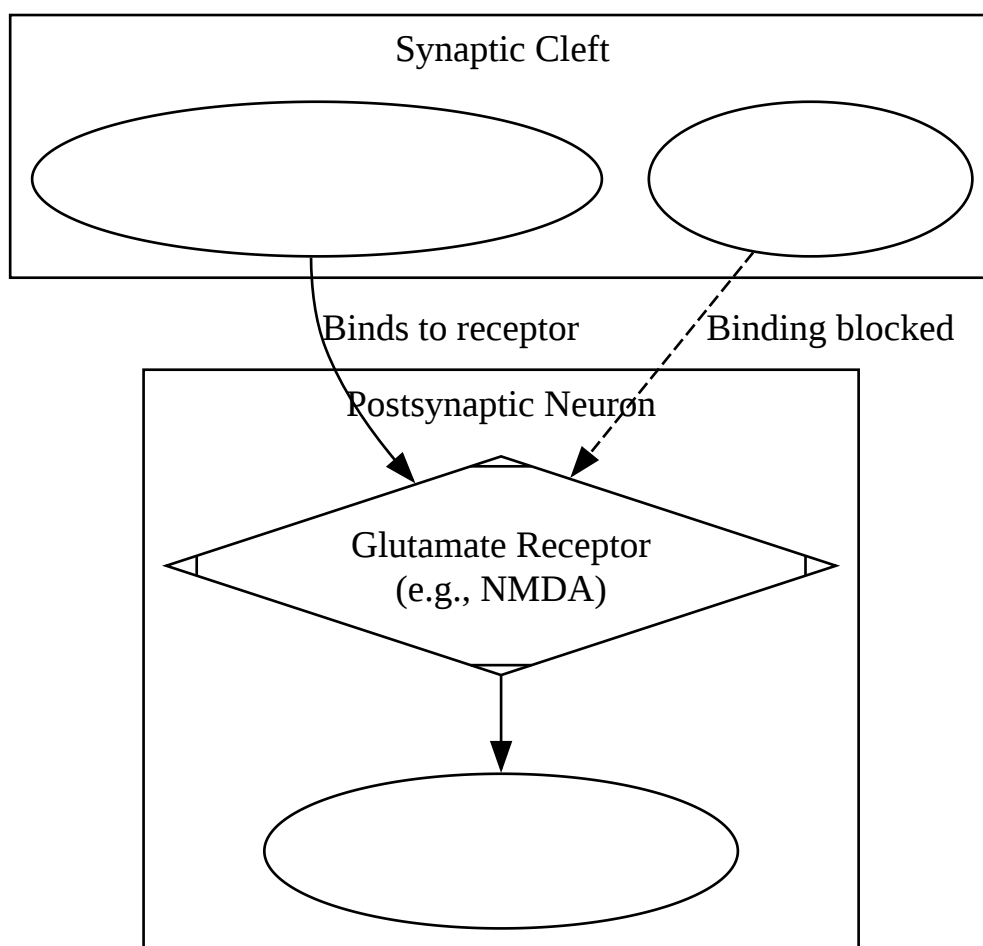 Synaptic Cleft
Binds to receptor
Binding blocked
Postsynaptic Neuron
Glutamate Receptor
(e.g., NMDA)